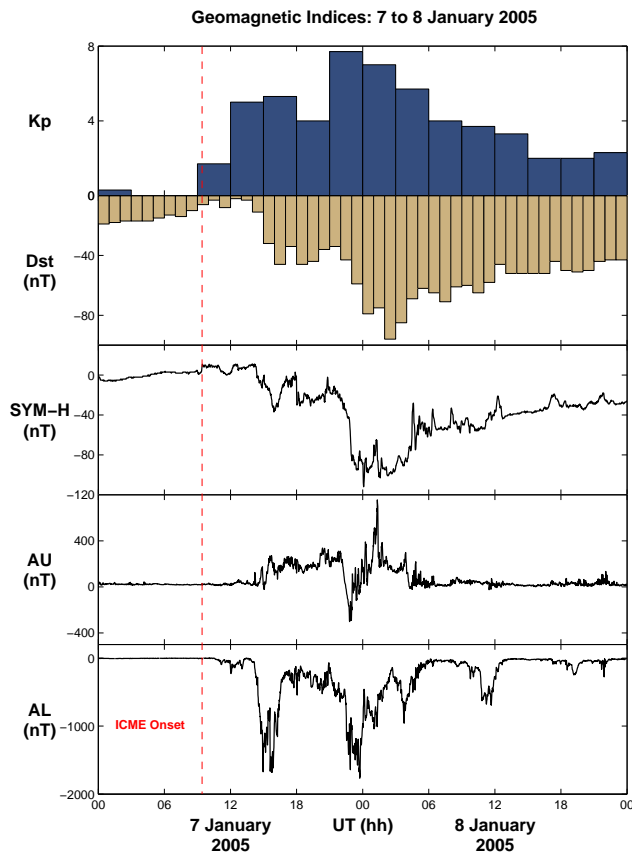 Geomagnetic Indices: 7 to 8 January 2005
8
4
0
Kp
0
−40
−80
Dst
(nT)
0
−40
−80
−120
SYM−H
(nT)
400
0
−400
AU
(nT)
0
−1000
−2000
AL
(nT)
ICME Onset
00 06 12 18 00 06 12 18 00
7 January UT (hh) 8 January
2005 2005